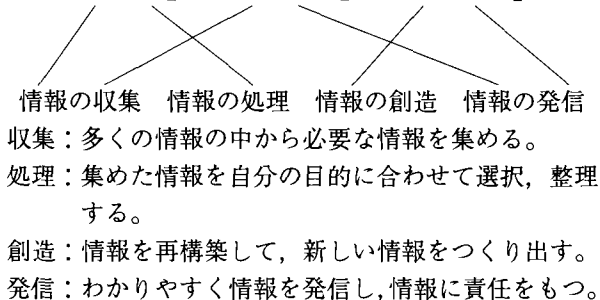 情報の収集　情報の処理　情報の創造　情報の発信
収集：多くの情報の中から必要な情報を集める。
処理：集めた情報を自分の目的に合わせて選択，整理
する。
創造：情報を再構築して，新しい情報をつくり出す。
発信：わかりやすく情報を発信し，情報に責任をもつ。